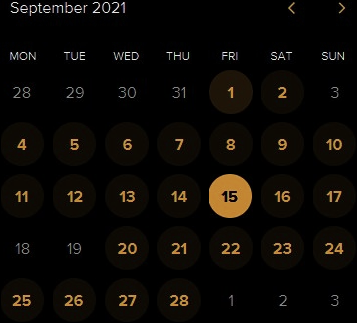 September 2021 < >
MON TUE WED THU FRI SAT SUN
28 29 30 31 1 2 3
4 5 6 7 8 9 10
11 12 13 14 15 16 17
18 19 20 21 22 23 24
25 26 27 28 1 2 3